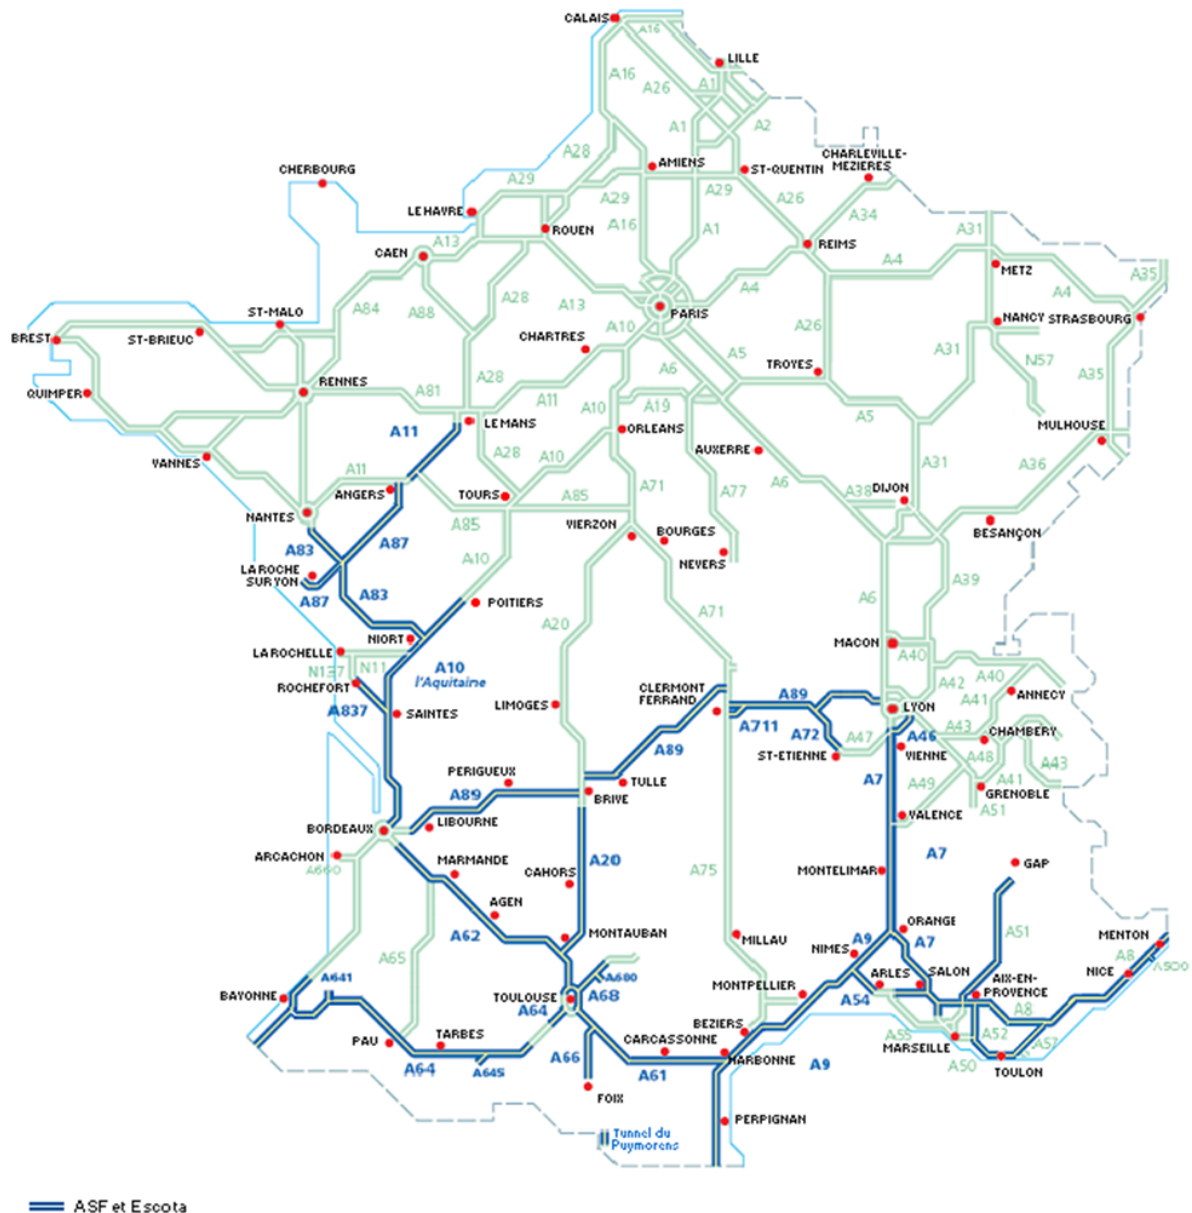 CALAIS
A16
LILLE
A16
A26
A1
A1
A2
A28
AMIENS
ST-QUENTIN
CHARLEVILLE-
MEZIERES
CHERBOURG
A29
A29
A29
A26
A34
LE HAVRE
ROUEN
A16
A1
REIMS
A31
CAEN
A13
A4
METZ
A35
A4
A4
A84
A88
A28
A13
PARIS
ST-MALO
BREST
ST-BRIEUC
CHARTRES
A10
A26
NANCY
STRASBOURG
A5
A31
TROYES
N57
A35
A6
QUIMPER
RENNES
A81
A28
A11
A10
A19
A5
A11
LE MANS
ORLEANS
MULHOUSE
AUXERRE
VANNES
A11
A28
A10
A31
A36
ANGERS
TOURS
A85
A71
A77
A6
A38
DIJON
NANTES
A85
VIERZON
BOURGES
BESANÇON
A83
A87
A10
NEVERS
LA ROCHE
SUR YON
A87
A83
A39
A6
POITIERS
A20
A71
NIORT
MACON
LA ROCHELLE
A40
N137
N11
A10
l'Aquitaine
ROCHEFORT
A42
A40
A837
SAINTES
CLERMONT
FERRAND
A89
A41
ANNECY
LIMOGES
A711
LYON
A72
A47
A46
A43
CHAMBERY
A89
ST-ETIENNE
VIENNE
A48
A43
PERIGUEUX
TULLE
A7
A49
A41
GRENOBLE
A89
BRIVE
A51
BORDEAUX
LIBOURNE
VALENCE
ARCACHON
A660
MARMANDE
CAHORS
A20
A75
MONTELIMAR
A7
GAP
AGEN
A62
MONTAUBAN
MILLAU
ORANGE
A9
A7
A51
MENTON
NIMES
A8
A500
A65
A641
A680
ARLES
SALON
AIX-EN-
PROVENCE
NICE
BAYONNE
TOULOUSE
A68
MONTPELLIER
A54
A64
A8
PAU
TARBES
BEZIERS
A55
A52
A57
CARCASSONNE
MARSEILLE
A66
NARBONNE
A9
A50
TOULON
A64
A645
A61
FOIX
PERPIGNAN
Tunnel du
Puymorens
ASF et Escota